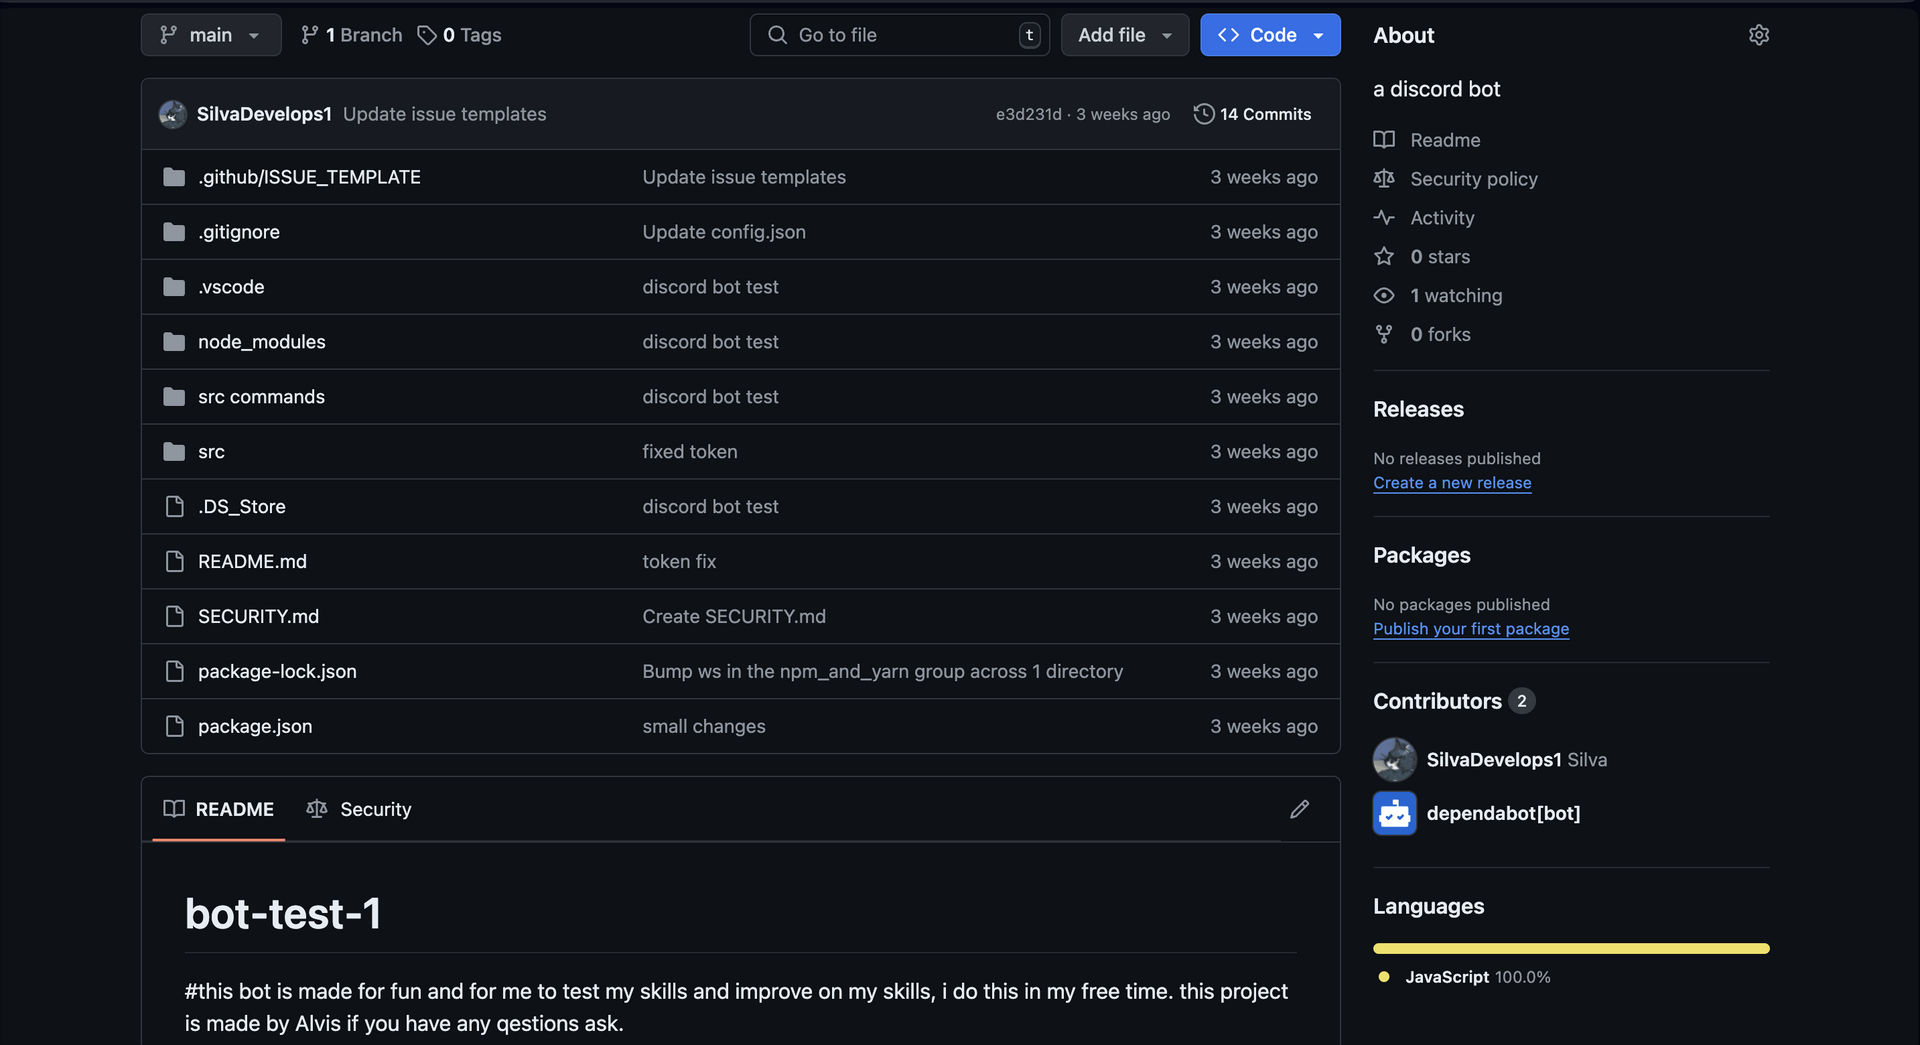 main
1 Branch
0 Tags
Go to file
t
Add file
Code
SilvaDevelops1 Update issue templates
e3d231d · 3 weeks ago
14 Commits
.github/ISSUE_TEMPLATE Update issue templates 3 weeks ago
.gitignore Update config.json 3 weeks ago
.vscode discord bot test 3 weeks ago
node_modules discord bot test 3 weeks ago
src commands discord bot test 3 weeks ago
src fixed token 3 weeks ago
.DS_Store discord bot test 3 weeks ago
README.md token fix 3 weeks ago
SECURITY.md Create SECURITY.md 3 weeks ago
package-lock.json Bump ws in the npm_and_yarn group across 1 directory 3 weeks ago
package.json small changes 3 weeks ago
README
Security
bot-test-1
#this bot is made for fun and for me to test my skills and improve on my skills, i do this in my free time. this project
is made by Alvis if you have any qestions ask.
About
a discord bot
Readme
Security policy
Activity
0 stars
1 watching
0 forks
Releases
No releases published
Create a new release
Packages
No packages published
Publish your first package
Contributors 2
SilvaDevelops1 Silva
dependabot[bot]
Languages
JavaScript 100.0%